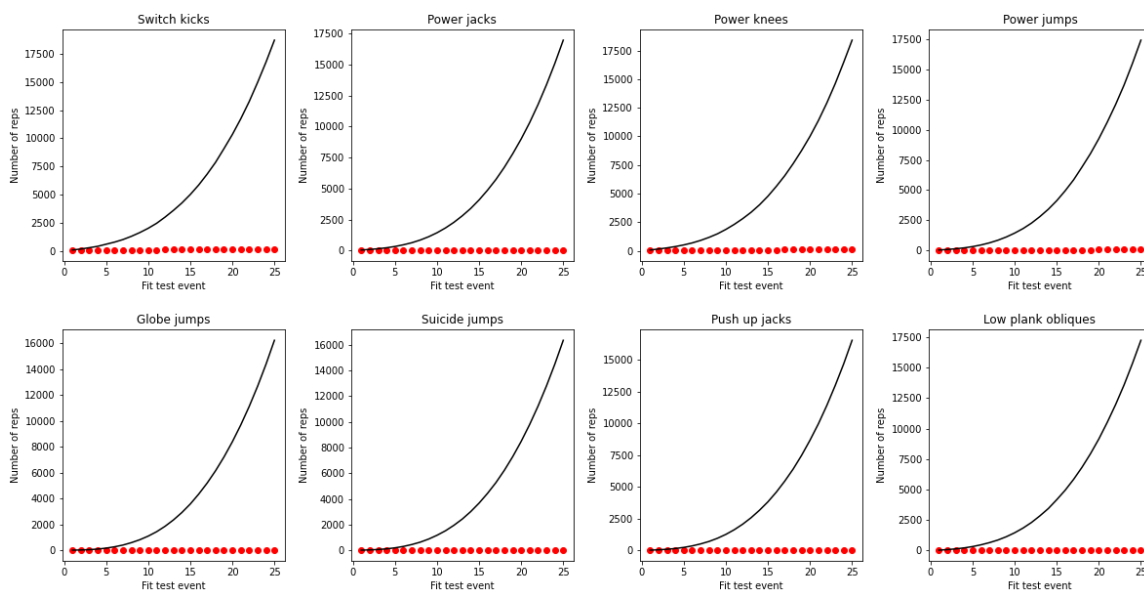 Switch kicks
Number of reps
17500
15000
12500
10000
7500
5000
2500
0
0 5 10 15 20 25
Fit test event
Power jacks
Number of reps
17500
15000
12500
10000
7500
5000
2500
0
0 5 10 15 20 25
Fit test event
Power knees
Number of reps
17500
15000
12500
10000
7500
5000
2500
0
0 5 10 15 20 25
Fit test event
Power jumps
Number of reps
17500
15000
12500
10000
7500
5000
2500
0
0 5 10 15 20 25
Fit test event
Globe jumps
Number of reps
16000
14000
12000
10000
8000
6000
4000
2000
0
0 5 10 15 20 25
Fit test event
Suicide jumps
Number of reps
16000
14000
12000
10000
8000
6000
4000
2000
0
0 5 10 15 20 25
Fit test event
Push up jacks
Number of reps
15000
12500
10000
7500
5000
2500
0
0 5 10 15 20 25
Fit test event
Low plank obliques
Number of reps
17500
15000
12500
10000
7500
5000
2500
0
0 5 10 15 20 25
Fit test event